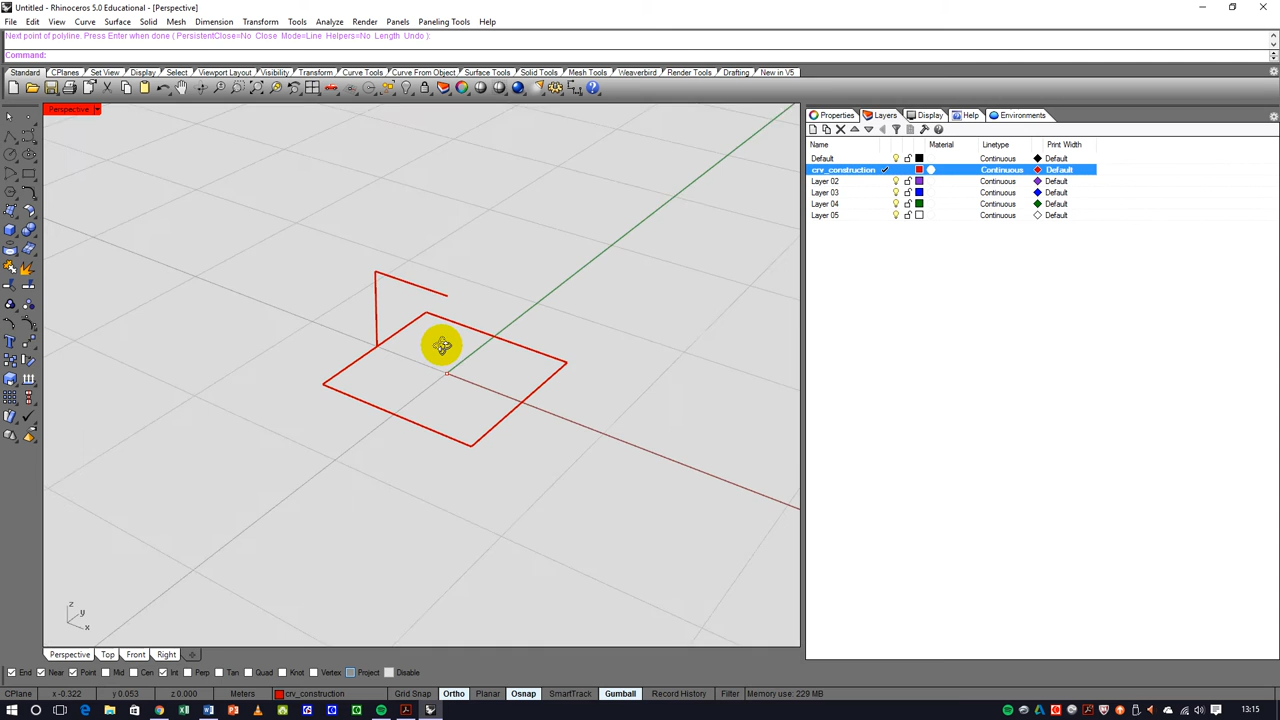 Untitled - Rhinoceros 5.0 Educational - [Perspective]
File Edit View Curve Surface Solid Mesh Dimension Transform Tools Analyze Render Panels Paneling Tools Help
Next point of polyline. Press Enter when done ( PersistentClose=No Close Mode=Line Helpers=No Length Undo ):
Command:
Standard CPlanes Set View Display Select Viewport Layout Visibility Transform Curve Tools Curve From Object Surface Tools Solid Tools Mesh Tools Weaverbird Render Tools Drafting New in V5
Perspective
Properties Layers Display Help Environments
Name Material Linetype Print Width
Default Continuous Default
crv_construction Continuous Default
Layer 02 Continuous Default
Layer 03 Continuous Default
Layer 04 Continuous Default
Layer 05 Continuous Default
z
y
x
Perspective Top Front Right
End Near Point Mid Cen Int Perp Tan Quad Knot Vertex Project Disable
CPlane x -0.322 y 0.053 z 0.000 Meters crv_construction Grid Snap Ortho Planar Osnap SmartTrack Gumball Record History Filter Memory use: 229 MB
13:15